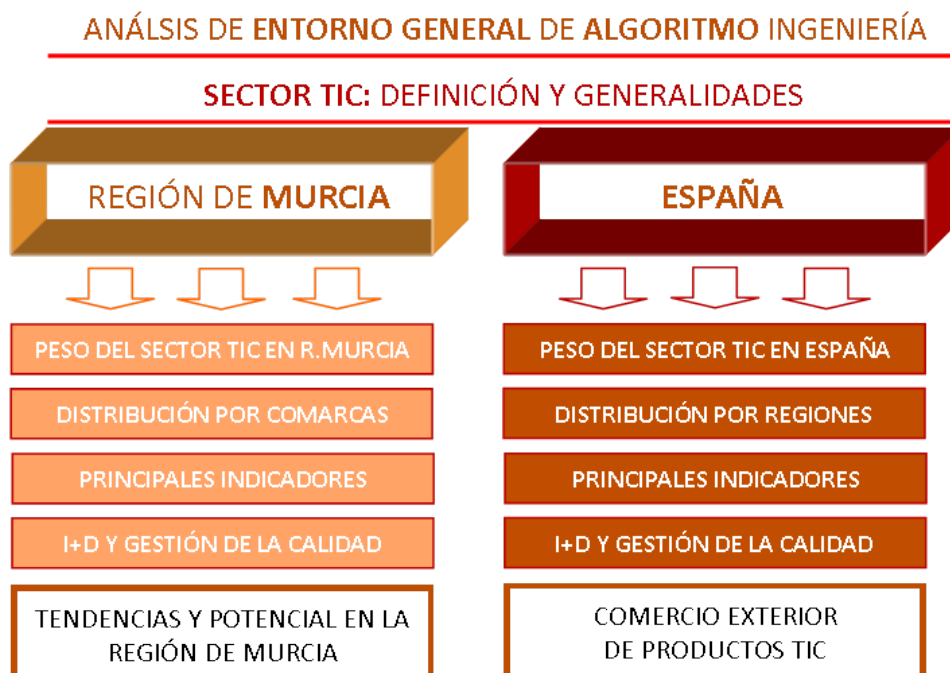 ANÁLSIS DE ENTORNO GENERAL DE ALGORITMO INGENIERÍA
SECTOR TIC: DEFINICIÓN Y GENERALIDADES
REGIÓN DE MURCIA
PESO DEL SECTOR TIC EN R.MURCIA
DISTRIBUCIÓN POR COMARCAS
PRINCIPALES INDICADORES
I+D Y GESTIÓN DE LA CALIDAD
TENDENCIAS Y POTENCIAL EN LA
REGIÓN DE MURCIA
ESPAÑA
PESO DEL SECTOR TIC EN ESPAÑA
DISTRIBUCIÓN POR REGIONES
PRINCIPALES INDICADORES
I+D Y GESTIÓN DE LA CALIDAD
COMERCIO EXTERIOR
DE PRODUCTOS TIC